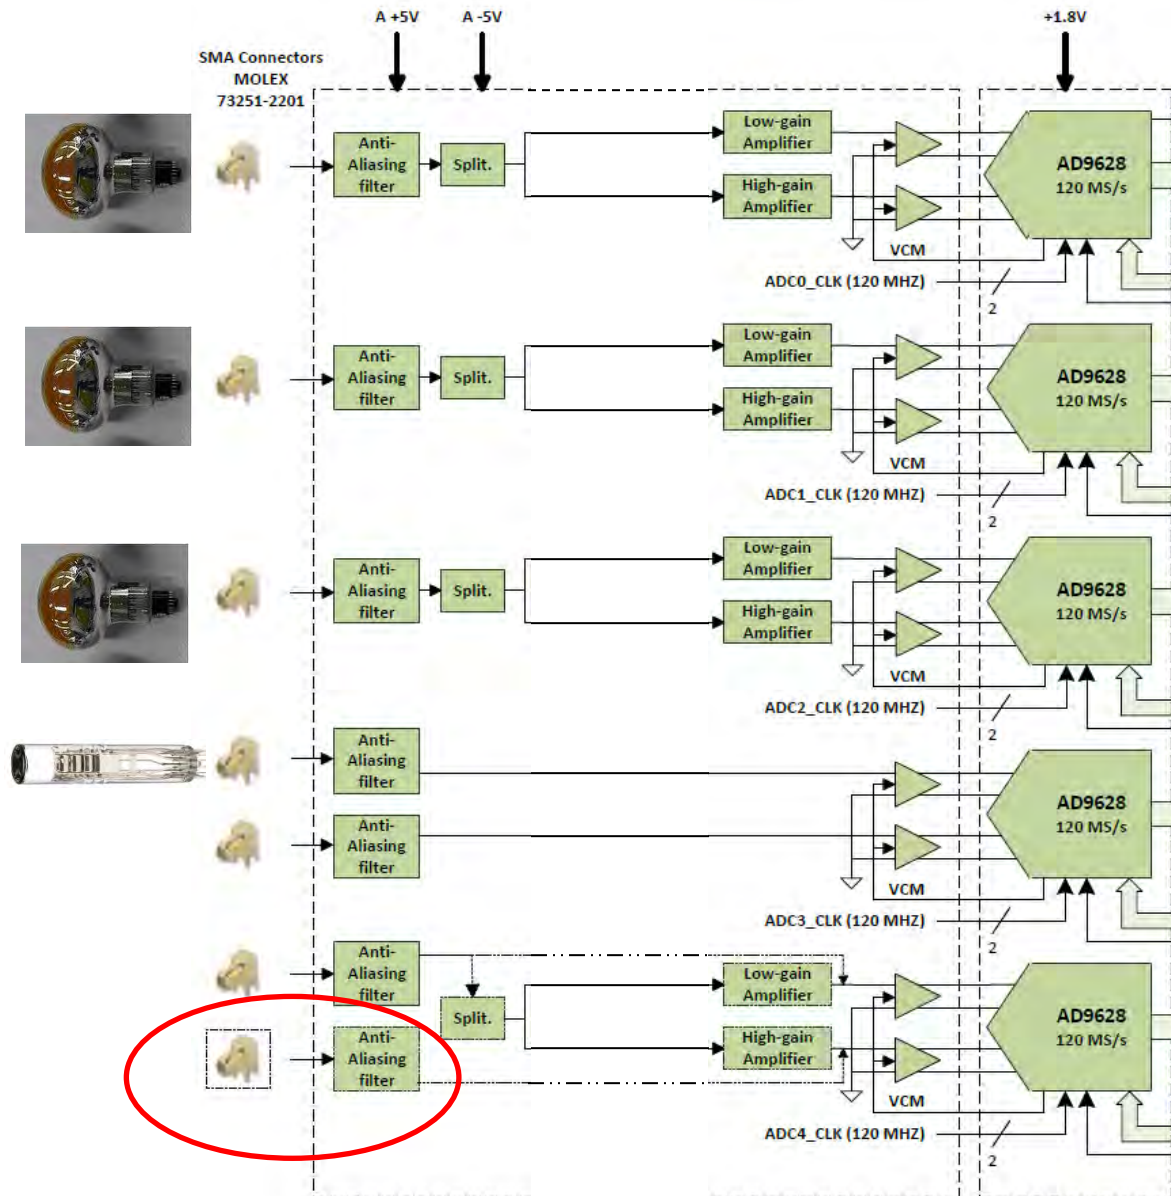 A +5V
A -5V
+1.8V
SMA Connectors
MOLEX
73251-2201
Anti-
Aliasing
filter
Split.
Low-gain
Amplifier
High-gain
Amplifier
VCM
AD9628
120 MS/s
ADC0_CLK (120 MHZ)
2
Anti-
Aliasing
filter
Split.
Low-gain
Amplifier
High-gain
Amplifier
VCM
AD9628
120 MS/s
ADC1_CLK (120 MHZ)
2
Anti-
Aliasing
filter
Split.
Low-gain
Amplifier
High-gain
Amplifier
VCM
AD9628
120 MS/s
ADC2_CLK (120 MHZ)
2
Anti-
Aliasing
filter
Anti-
Aliasing
filter
VCM
AD9628
120 MS/s
ADC3_CLK (120 MHZ)
2
Anti-
Aliasing
filter
Split.
Low-gain
Amplifier
Anti-
Aliasing
filter
High-gain
Amplifier
VCM
AD9628
120 MS/s
ADC4_CLK (120 MHZ)
2